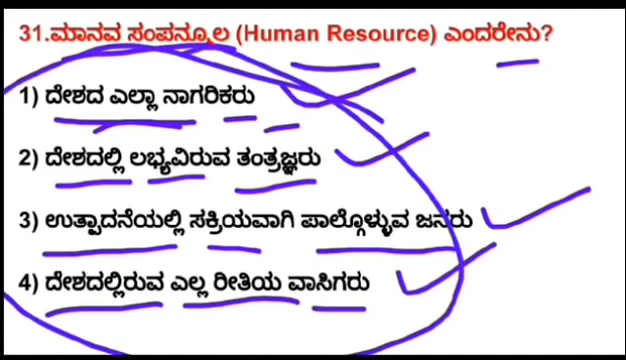 31.ಮಾನವ ಸಂಪನ್ಮೂಲ (Human Resource) ಎಂದರೇನು?
1) ದೇಶದ ಎಲ್ಲಾ ನಾಗರಿಕರು
2) ದೇಶದಲ್ಲಿ ಲಭ್ಯವಿರುವ ತಂತ್ರಜ್ಞರು
3) ಉತ್ಪಾದನೆಯಲ್ಲಿ ಸಕ್ರಿಯವಾಗಿ ಪಾಲ್ಗೊಳ್ಳುವ ಜನರು
4) ದೇಶದಲ್ಲಿರುವ ಎಲ್ಲ ರೀತಿಯ ವಾಸಿಗರು